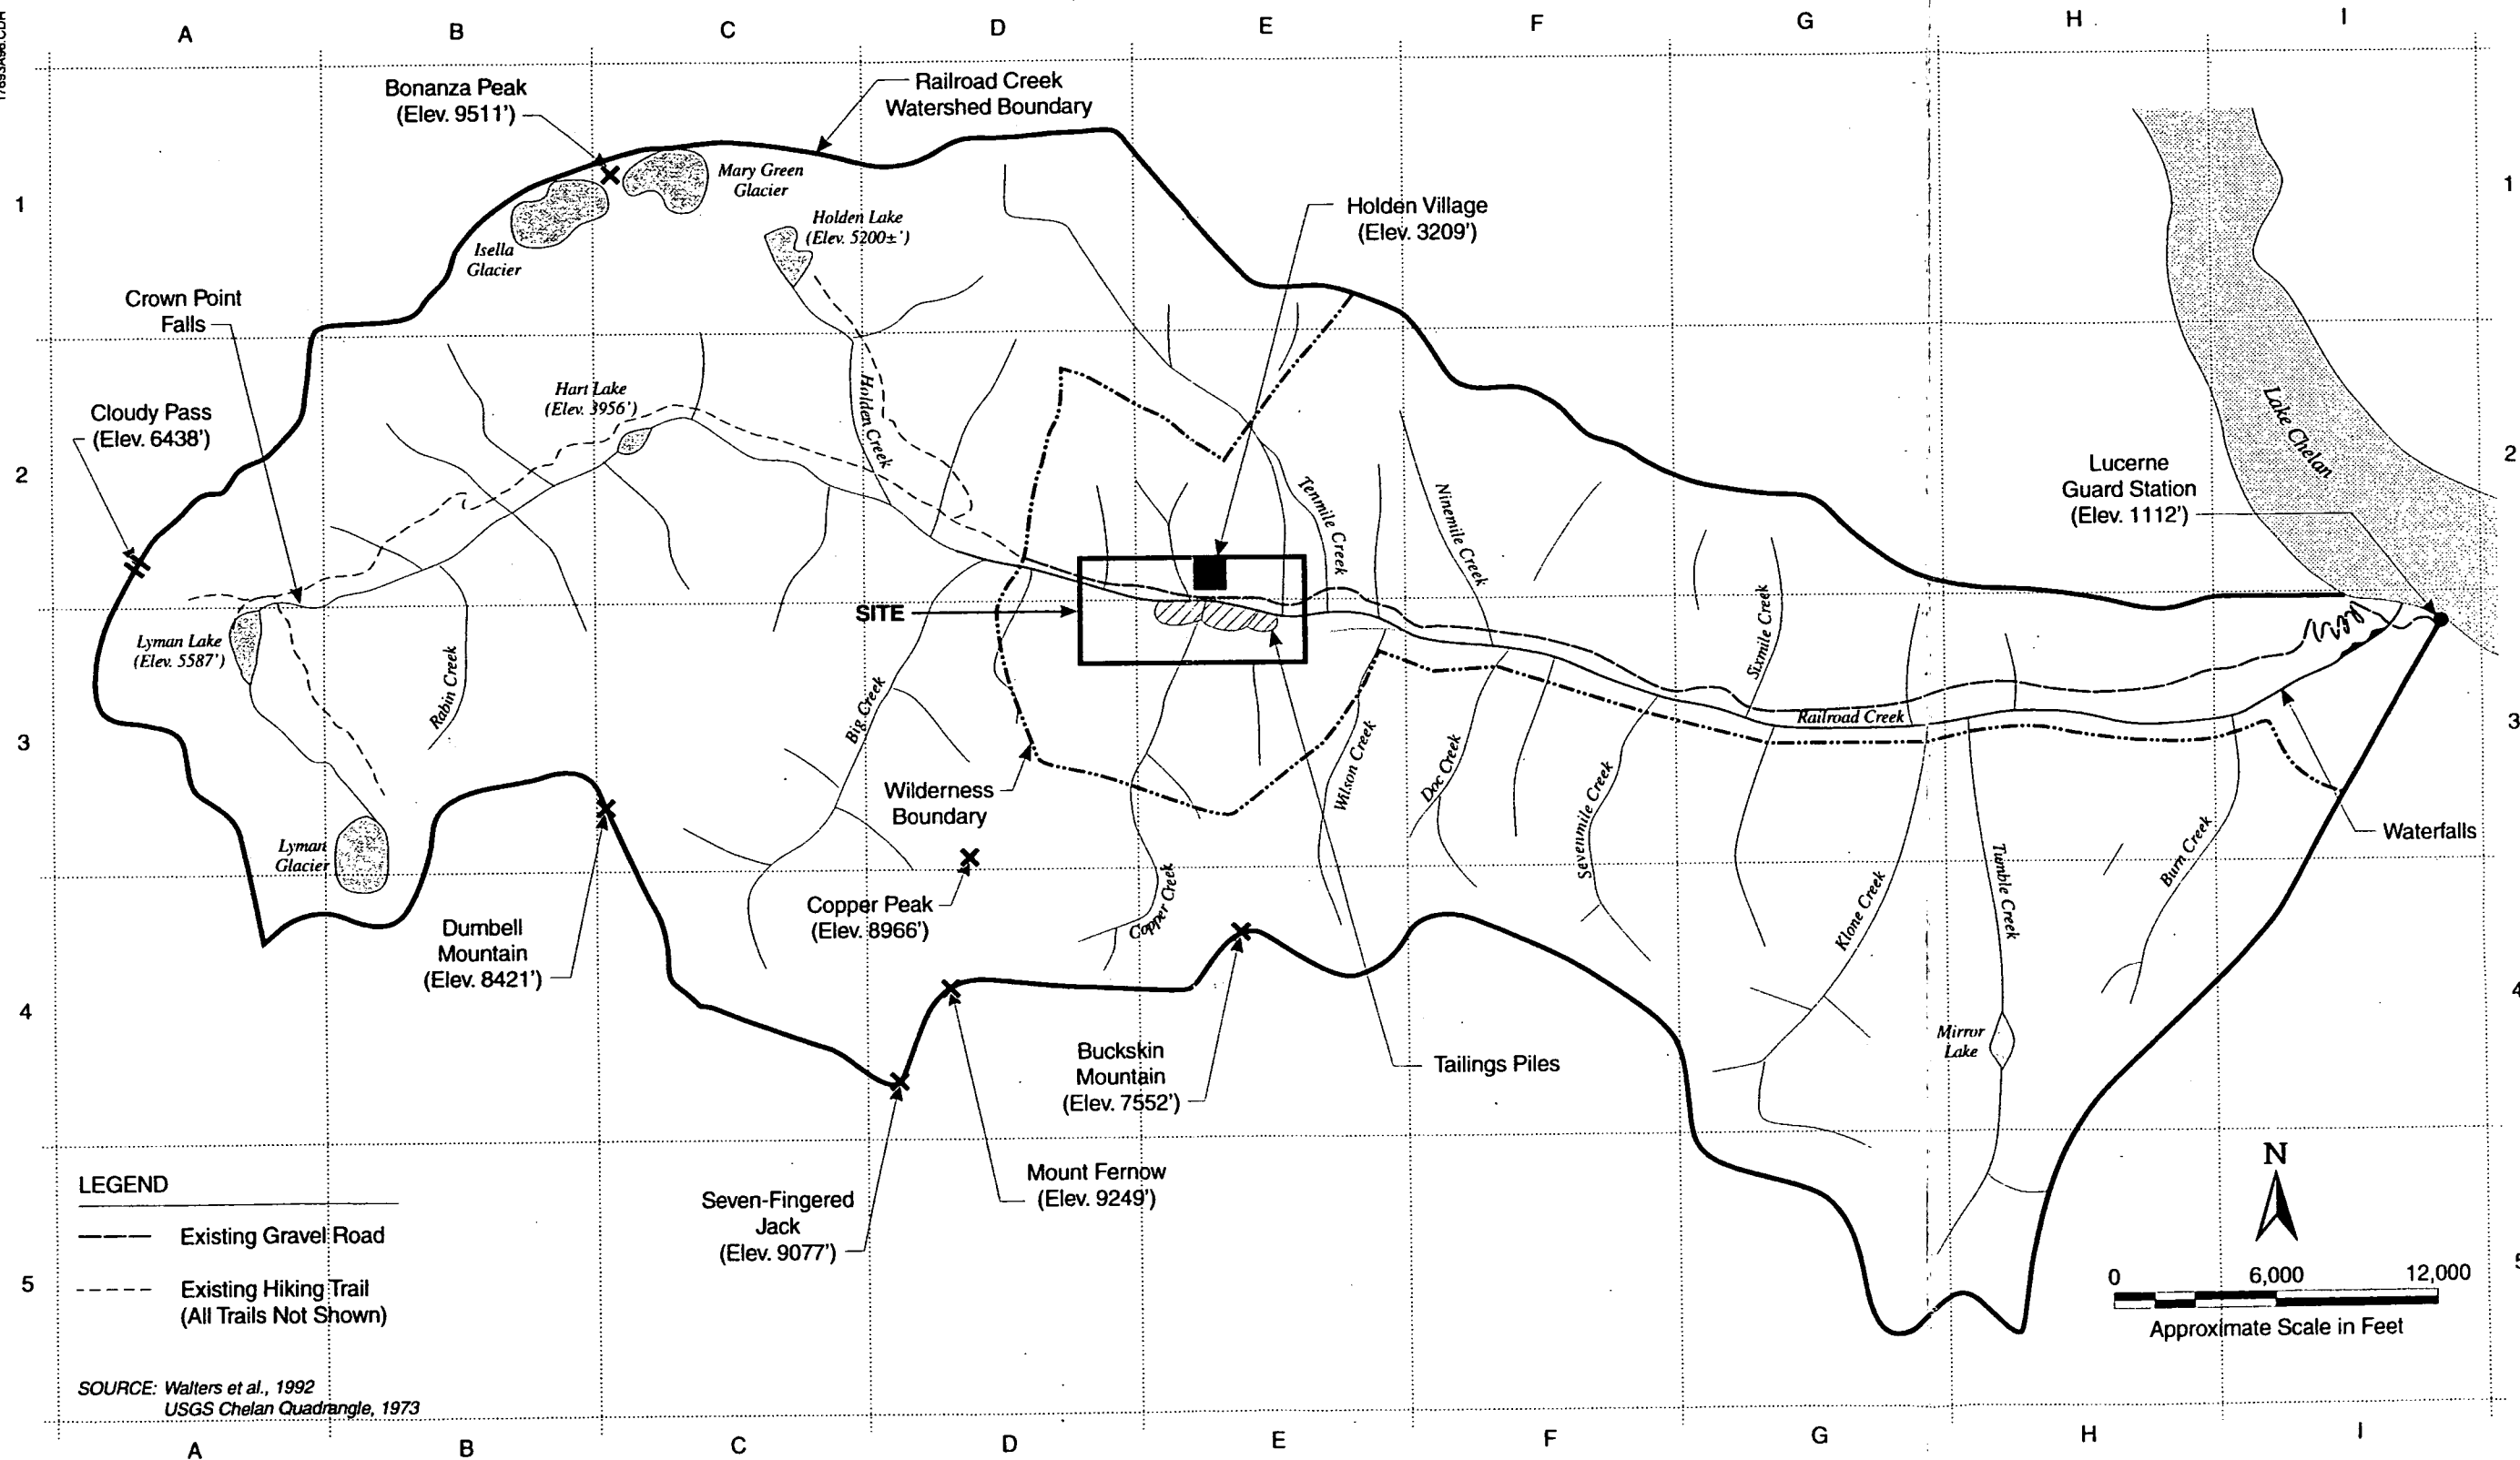 17693A98.CDR
A B C D E F G H I
Bonanza Peak
(Elev. 9511')
Railroad Creek
Watershed Boundary
Mary Green
Glacier
1
1
Holden Village
(Elev. 3209')
Holden Lake
(Elev. 5200±')
Isella
Glacier
Crown Point
Falls
Hart Lake
(Elev. 3956')
Holden Creek
Lake Chelan
Cloudy Pass
(Elev. 6438')
2
2
Lucerne
Guard Station
(Elev. 1112')
Tenmile Creek
Ninemile Creek
SITE
Sixmile Creek
Lyman Lake
(Elev. 5587')
Rabin Creek
Big Creek
Railroad Creek
3
3
Wilson Creek
Doc Creek
Sevenmile Creek
Wilderness
Boundary
Waterfalls
Lyman
Glacier
Burn Creek
Tumble Creek
Copper Peak
(Elev. 8966')
Copper Creek
Klone Creek
Dumbell
Mountain
(Elev. 8421')
4
4
Mirror
Lake
Buckskin
Mountain
(Elev. 7552')
Tailings Piles
N
Mount Fernow
(Elev. 9249')
Seven-Fingered
Jack
(Elev. 9077')
LEGEND
Existing Gravel Road
Existing Hiking Trail
(All Trails Not Shown)
5
5
0 6,000 12,000
Approximate Scale in Feet
SOURCE: Walters et al., 1992
USGS Chelan Quadrangle, 1973
A B C D E F G H I